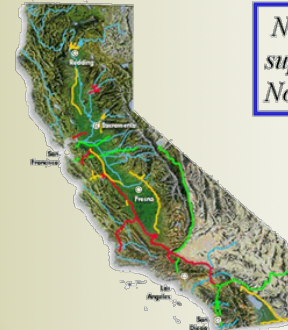 N
sup
No
Redding
Sacramento
San
Francisco
Fresno
Los
Angeles
San
Diego